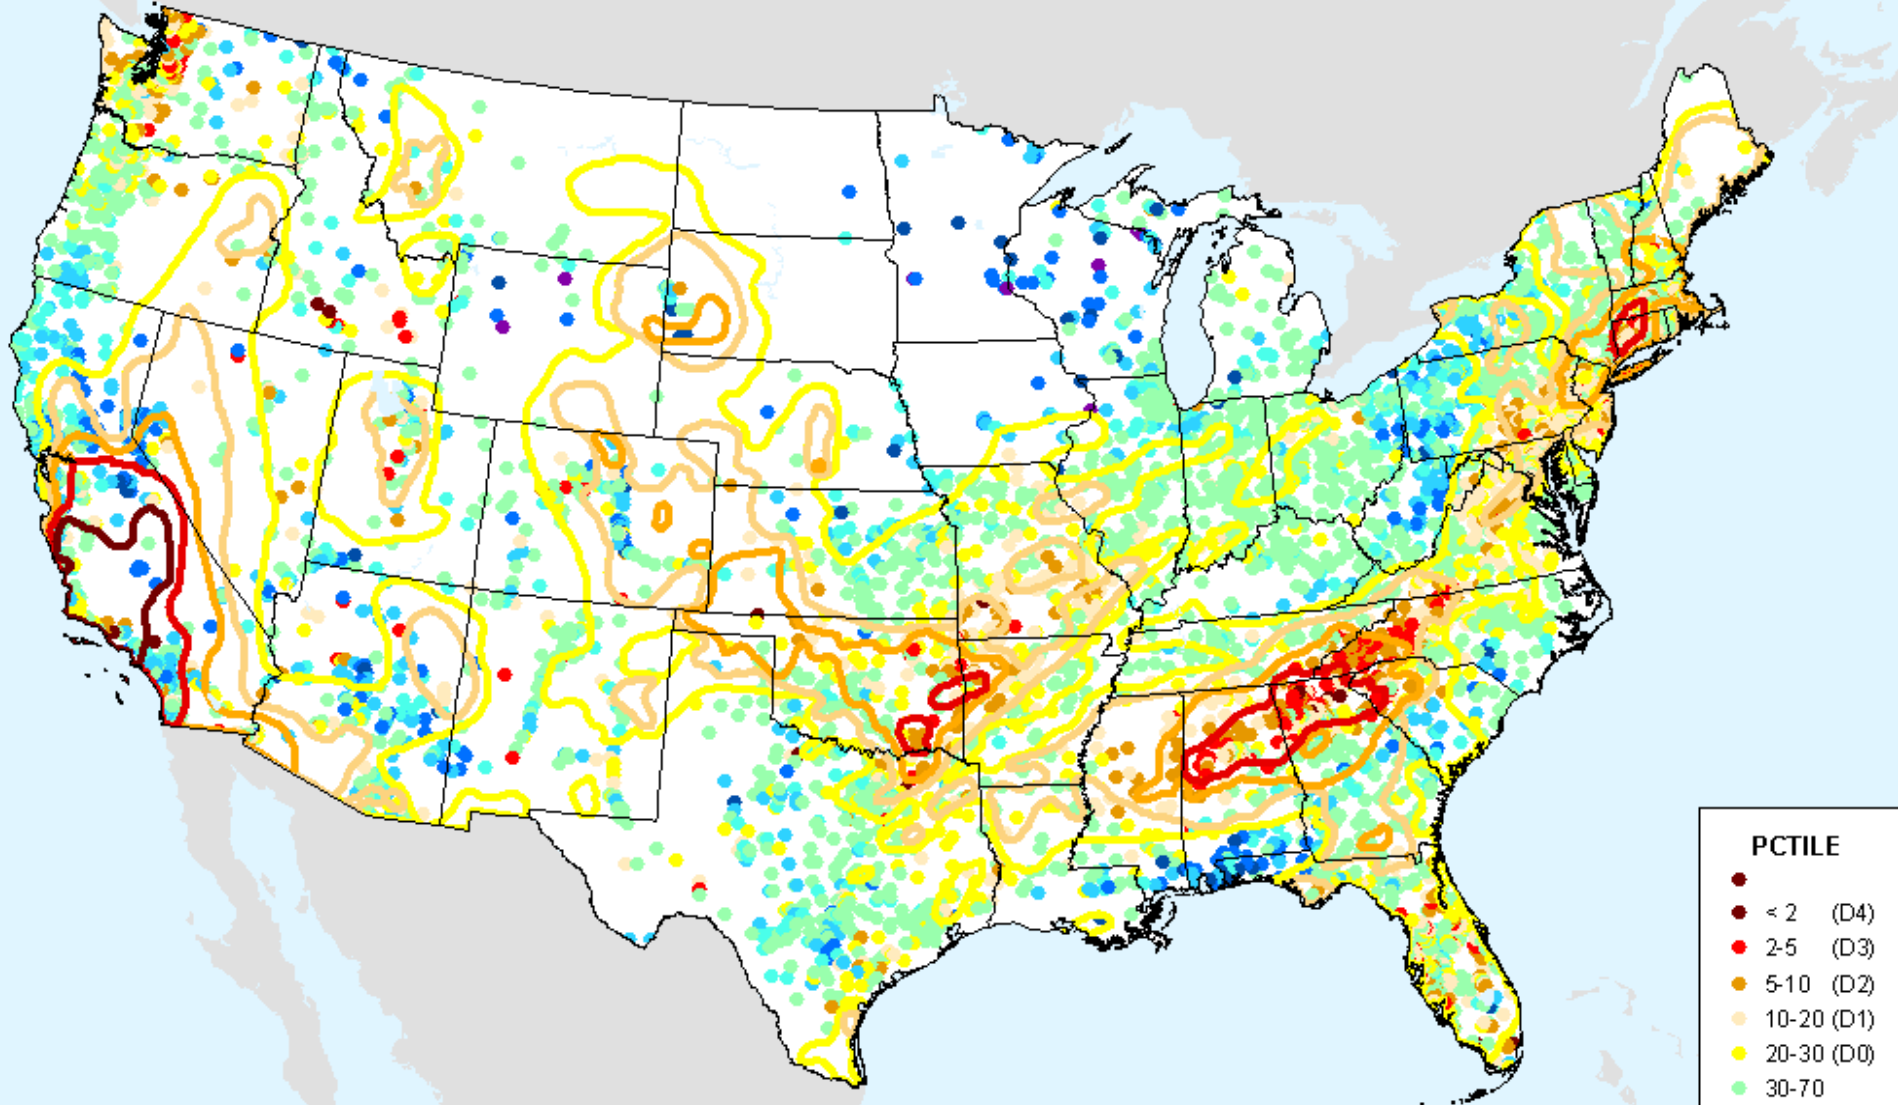 PCTILE
< 2 (D4)
2-5 (D3)
5-10 (D2)
10-20 (D1)
20-30 (D0)
30-70